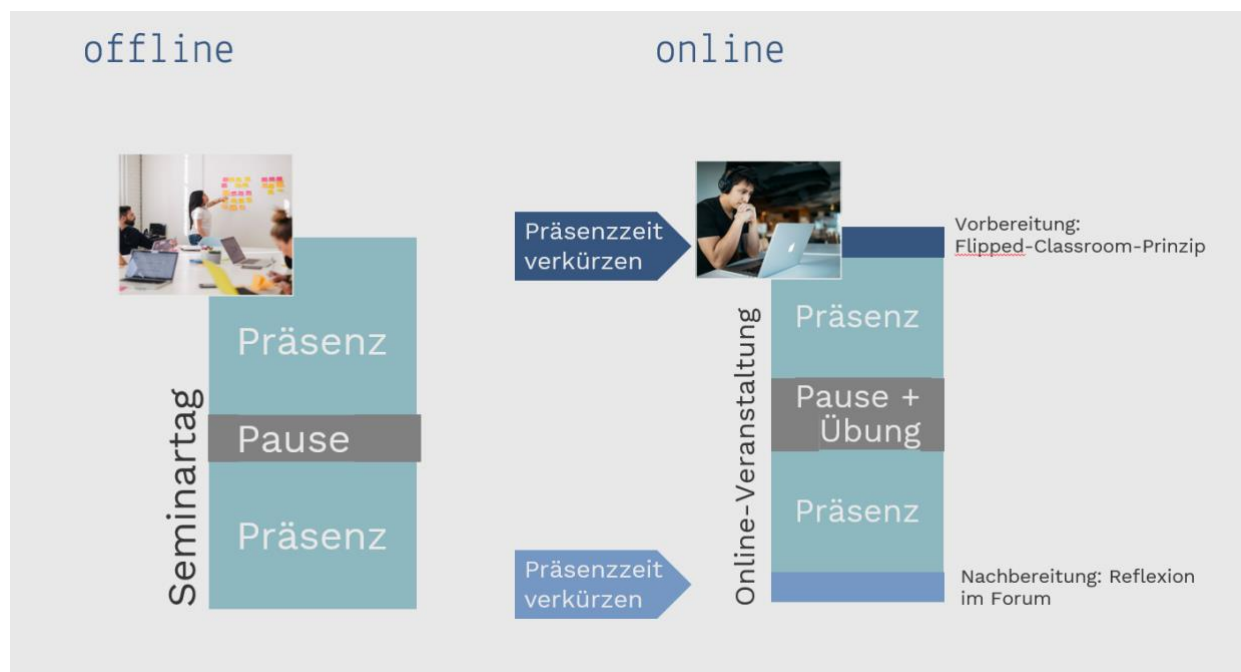 offline
online
Seminartag
Präsenz
Pause
Präsenz
Präsenzzeit
verkürzen
Präsenzzeit
verkürzen
Online-Veranstaltung
Präsenz
Pause +
Übung
Präsenz
Vorbereitung:
Flipped-Classroom-Prinzip
Nachbereitung: Reflexion
im Forum